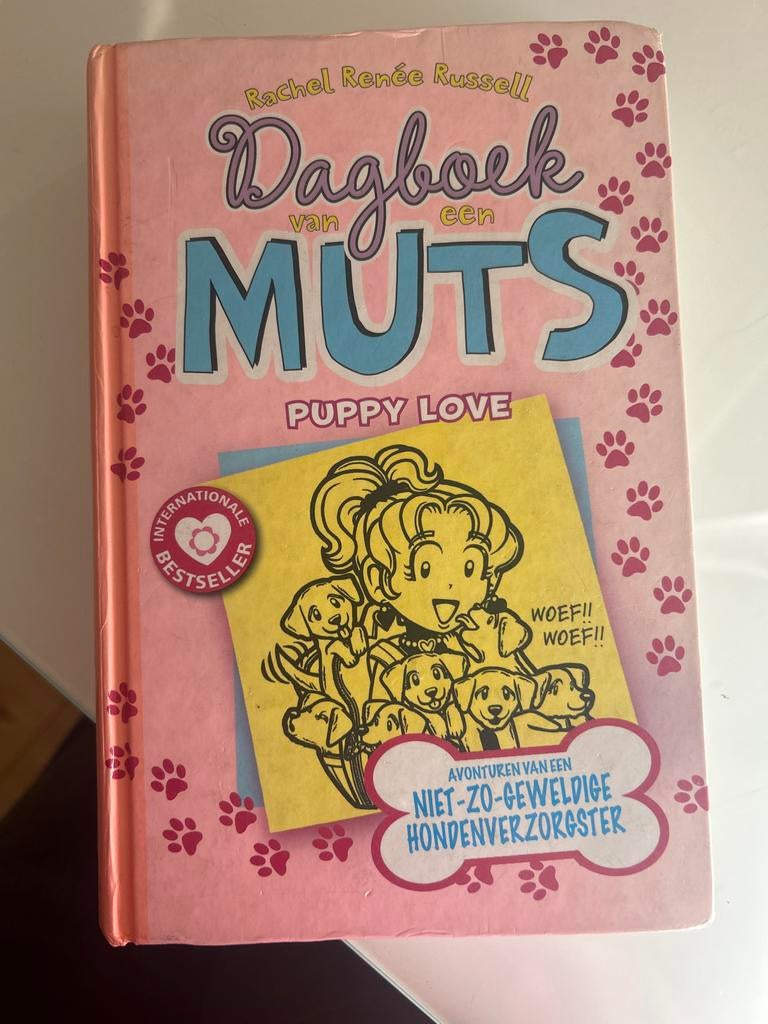 Rachel Renée Russell
Dagboek
van een
MUTS
PUPPY LOVE
INTERNATIONALE
BESTSELLER
WOEF!!
WOEF!!
AVONTUREN VAN EEN
NIET-ZO-GEWELDIGE
HONDENVERZORGSTER